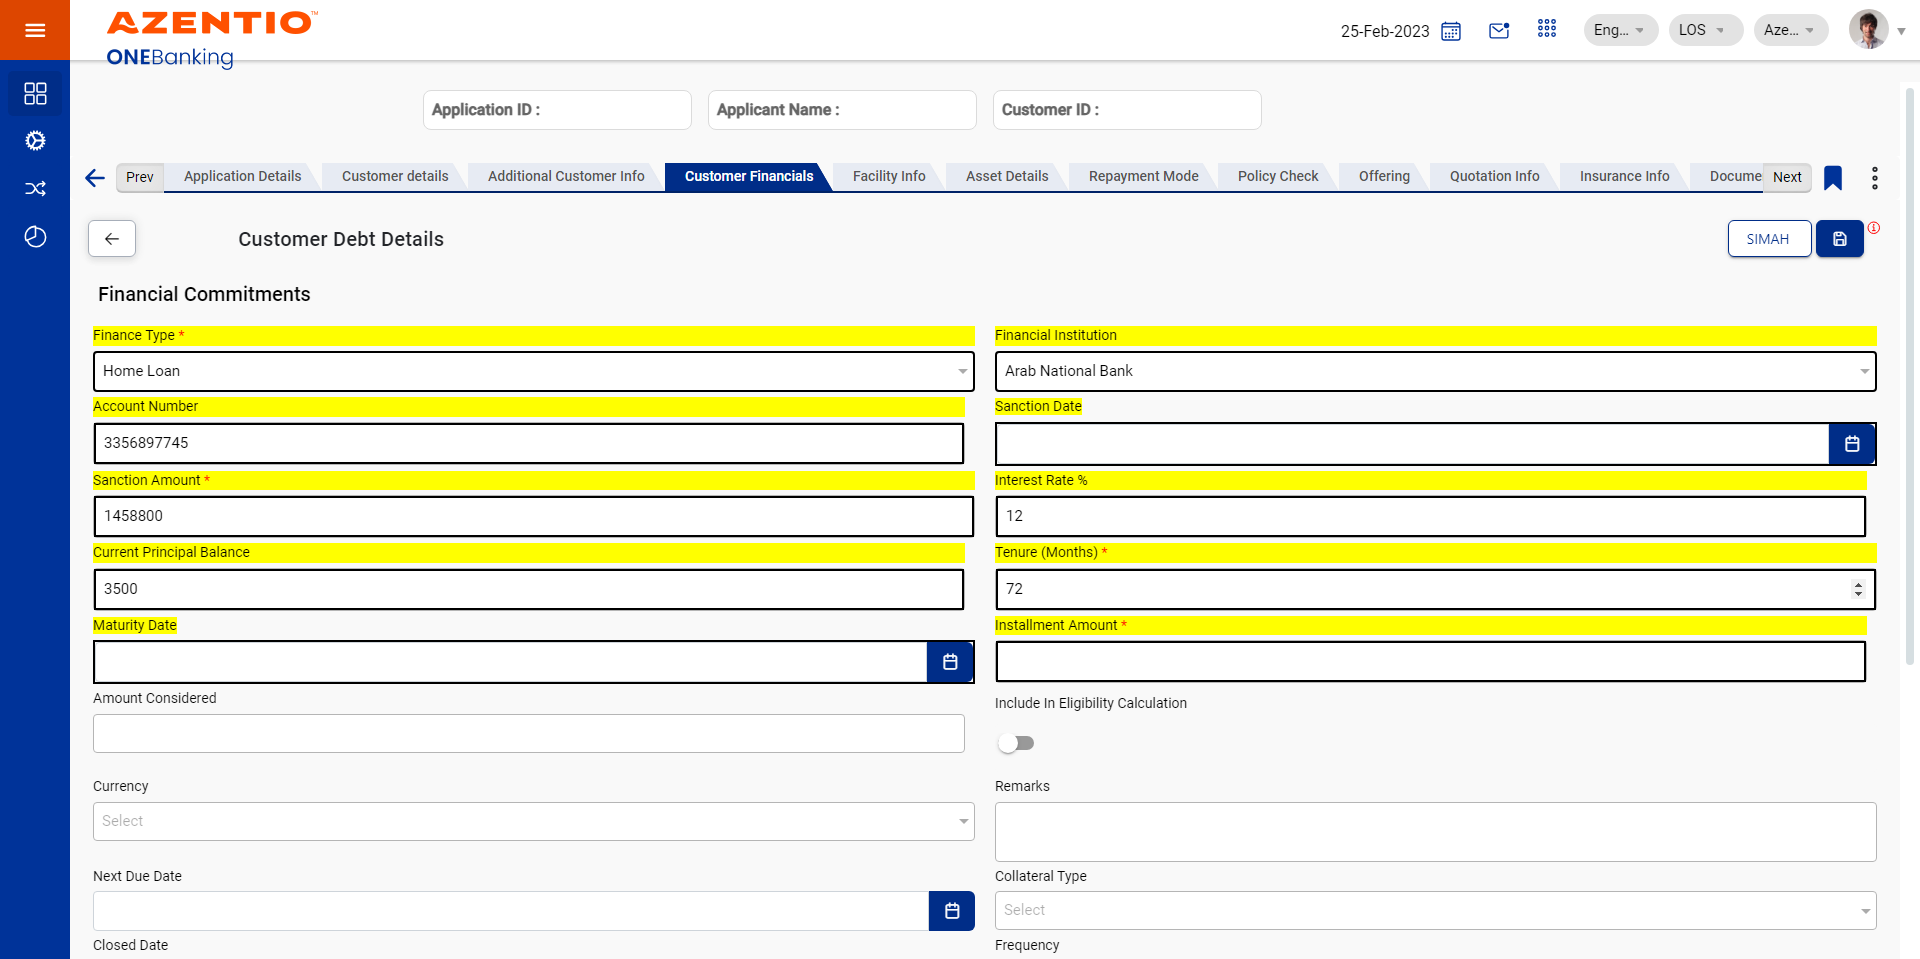 AZENTIO™
ONEBanking
25-Feb-2023
Eng...
LOS
Aze...
Application ID :
Applicant Name :
Customer ID :
Prev
Application Details
Customer details
Additional Customer Info
Customer Financials
Facility Info
Asset Details
Repayment Mode
Policy Check
Offering
Quotation Info
Insurance Info
Docume
Next
Customer Debt Details
SIMAH
Financial Commitments
Finance Type *
Financial Institution
Home Loan
Arab National Bank
Account Number
Sanction Date
3356897745
Sanction Amount *
Interest Rate %
1458800
12
Current Principal Balance
Tenure (Months) *
3500
72
Maturity Date
Installment Amount *
Amount Considered
Include In Eligibility Calculation
Currency
Remarks
Select
Next Due Date
Collateral Type
Select
Closed Date
Frequency